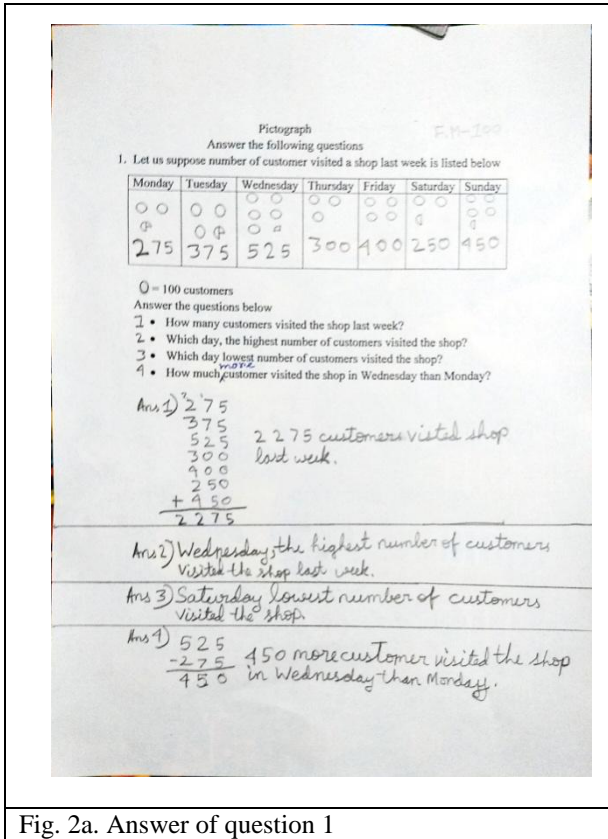 Pictograph
F.M-100
Answer the following questions
1. Let us suppose number of customer visited a shop last week is listed below
Monday Tuesday Wednesday Thursday Friday Saturday Sunday
275 375 525 300 400 250 450
O = 100 customers
Answer the questions below
1 • How many customers visited the shop last week?
2 • Which day, the highest number of customers visited the shop?
3 • Which day lowest number of customers visited the shop?
more
4 • How much customer visited the shop in Wednesday than Monday?
Ans 1) 275
375
525 2275 customers visted shop
300 last week.
400
250
+ 450
2275
Ans 2) Wednesday, the highest number of customers
visited the shop last week.
Ans 3) Saturday lowest number of customers
visited the shop.
Ans 4) 525
-275 450 more customer visited the shop
450 in Wednesday than Monday.
Fig. 2a. Answer of question 1